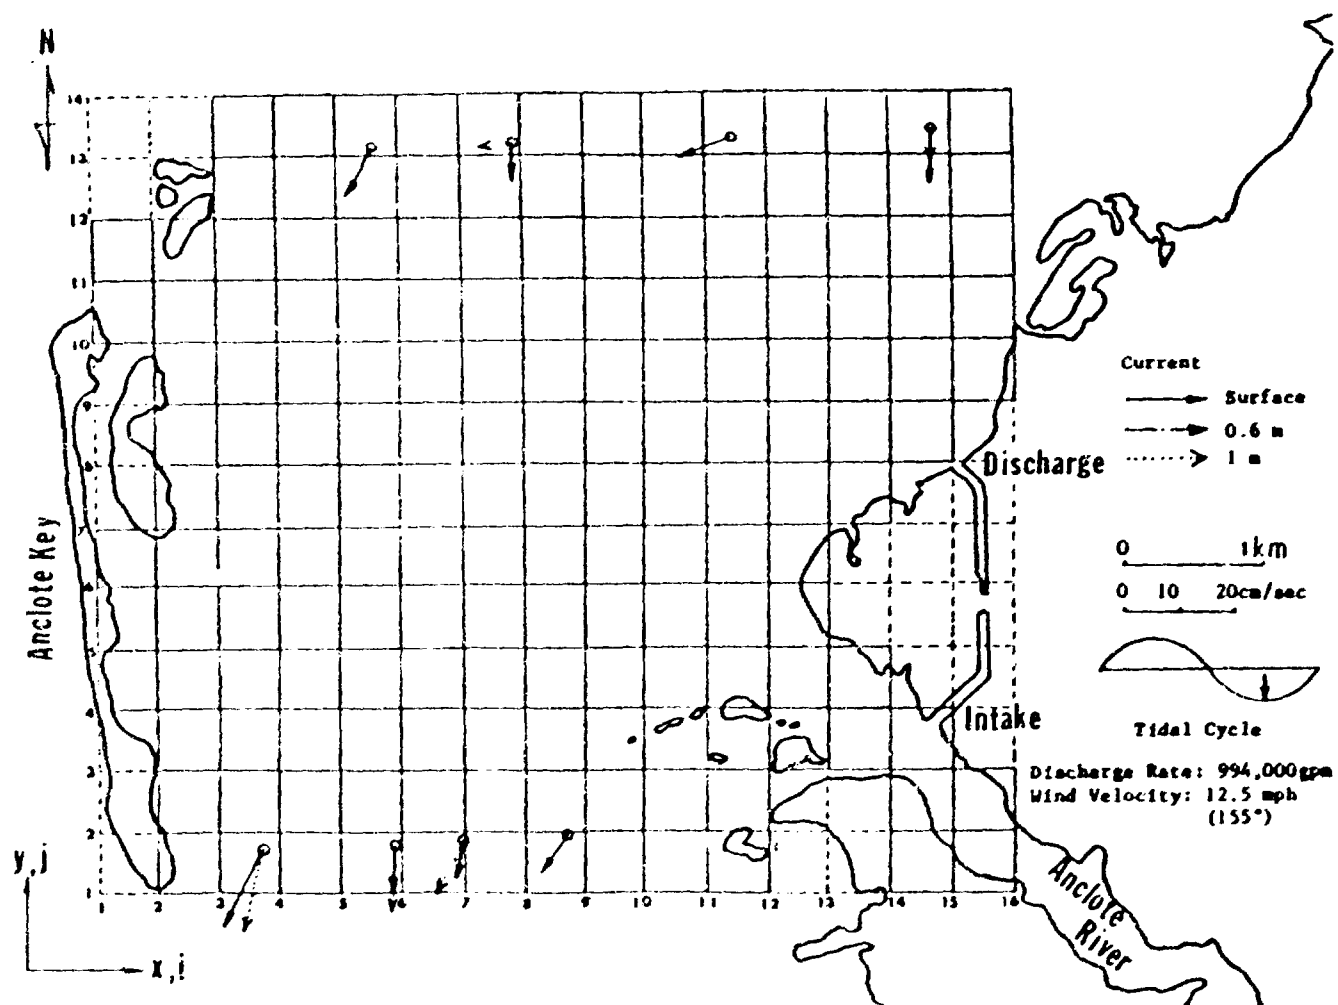 N
14
13
12
11
10
9
8
7
6
5
4
3
2
1
1 2 3 4 5 6 7 8 9 10 11 12 13 14 15 16
Anclote Key
y,j
x,i
Current
Surface
0.6 m
1 m
Discharge
0 1km
0 10 20cm/sec
Intake
Tidal Cycle
Discharge Rate: 994,000gpm
Wind Velocity: 12.5 mph
(155°)
Anclote
River